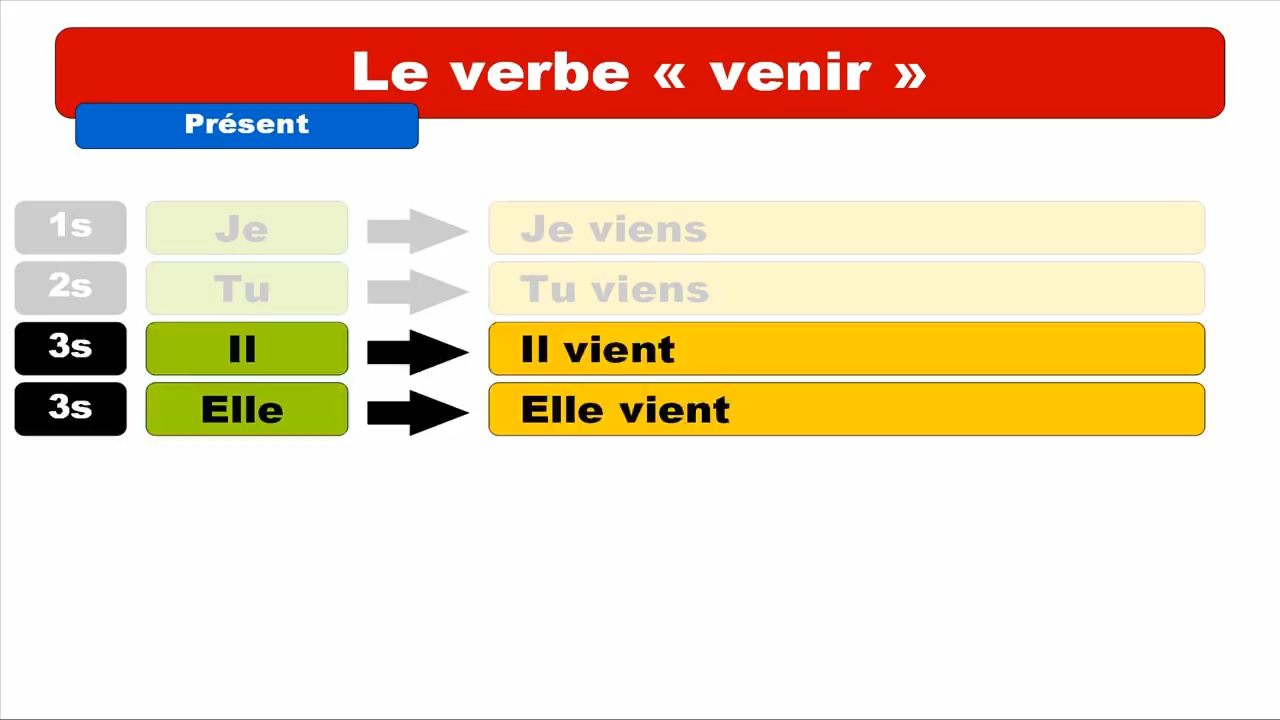 Le verbe « venir »
Présent
1s Je Je viens
2s Tu Tu viens
3s Il Il vient
3s Elle Elle vient